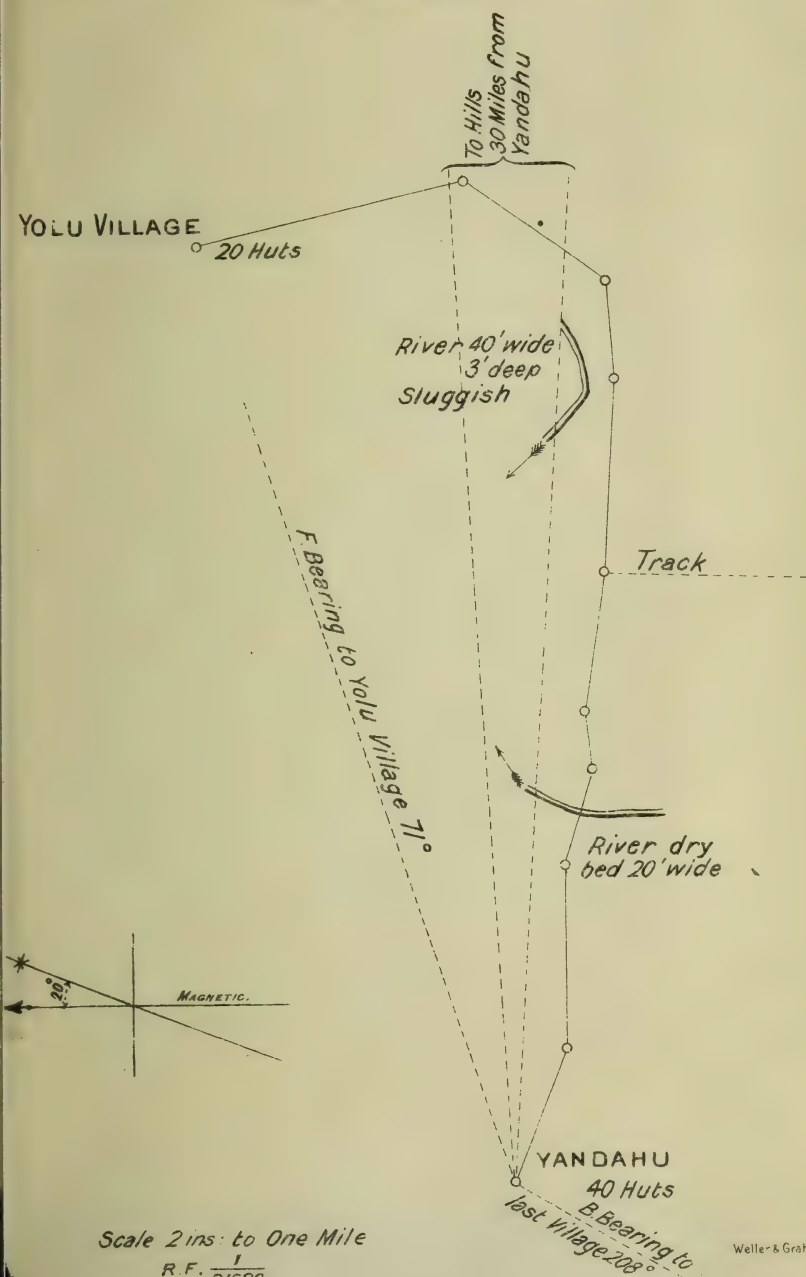 To Hills
30 Miles from
Yandahu
YOLU VILLAGE
20 Huts
River 40' wide
3' deep
Sluggish
F. Bearing to Yolu Village 71°
Track
River dry
bed 20' wide
20°
MAGNETIC.
YANDAHU
40 Huts
B. Bearing to
last Village 208°
Scale 2 ins: to One Mile
R.F. 1